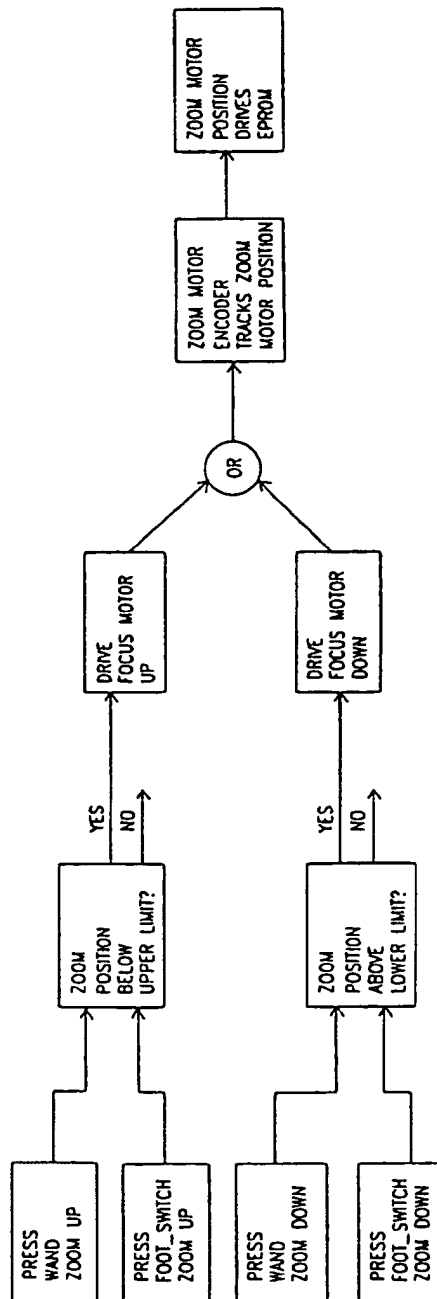 PRESS
WAND
ZOOM UP
PRESS
FOOT_SWITCH
ZOOM UP
PRESS
WAND
ZOOM DOWN
PRESS
FOOT_SWITCH
ZOOM DOWN
ZOOM
POSITION
BELOW
UPPER LIMIT?
YES
NO
ZOOM
POSITION
ABOVE
LOWER LIMIT?
YES
NO
DRIVE
FOCUS MOTOR
UP
DRIVE
FOCUS MOTOR
DOWN
OR
ZOOM MOTOR
ENCODER
TRACKS ZOOM
MOTOR POSITION
ZOOM MOTOR
POSITION
DRIVES
EPROM